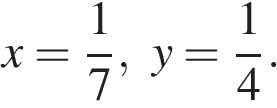 x = 1/7, y = 1/4.